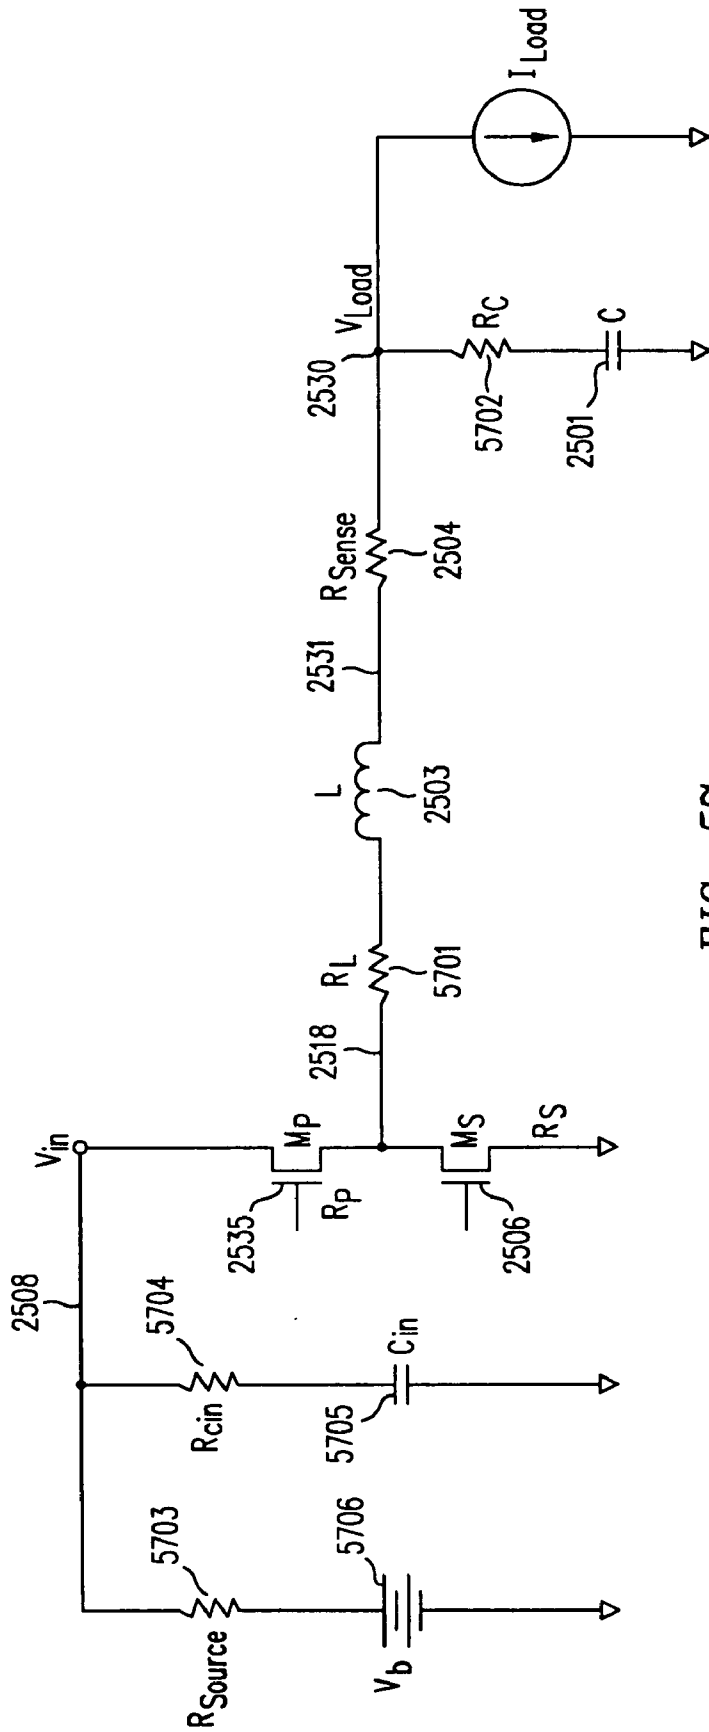 2508
V_in
5703
R_Source
5704
R_cin
5706
V_b
5705
C_in
2535
M_P
R_P
2506
M_S
R_S
2518
R_L
5701
L
2503
2531
R_Sense
2504
2530
V_Load
R_C
5702
C
2501
I_Load
FIG.